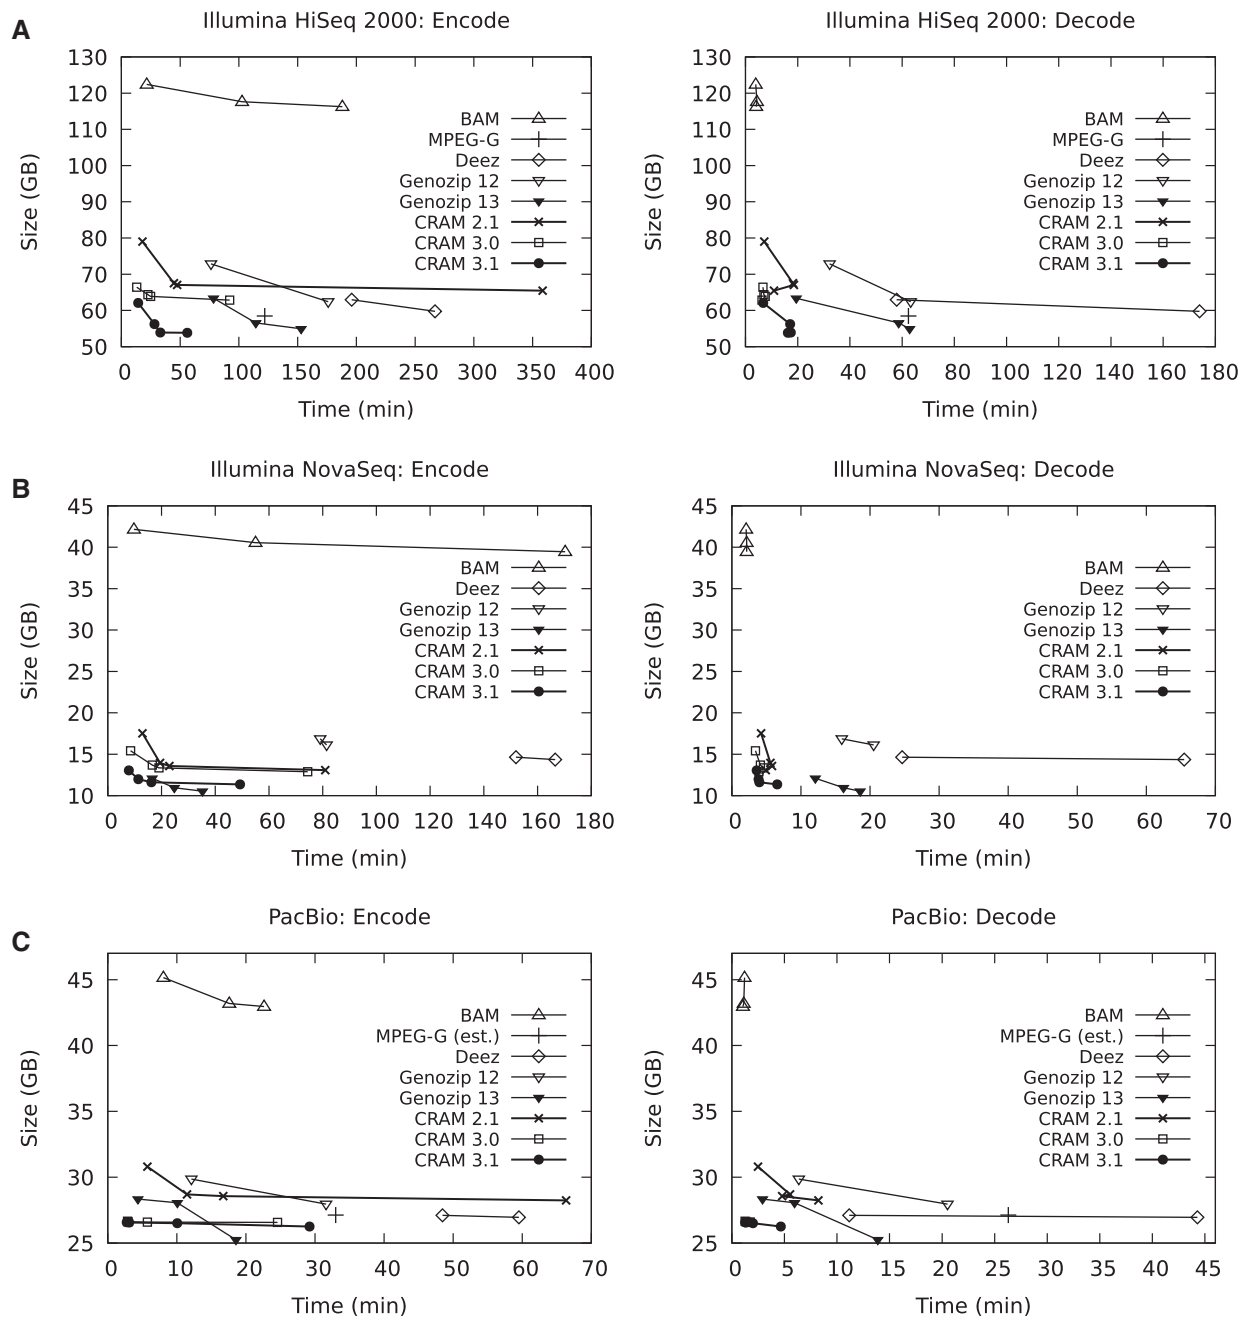 A
Illumina HiSeq 2000: Encode
Size (GB)
130
120
110
100
90
80
70
60
50
0 50 100 150 200 250 300 350 400
Time (min)
BAM
MPEG-G
Deez
Genozip 12
Genozip 13
CRAM 2.1
CRAM 3.0
CRAM 3.1
Illumina HiSeq 2000: Decode
Size (GB)
130
120
110
100
90
80
70
60
50
0 20 40 60 80 100 120 140 160 180
Time (min)
BAM
MPEG-G
Deez
Genozip 12
Genozip 13
CRAM 2.1
CRAM 3.0
CRAM 3.1
B
Illumina NovaSeq: Encode
Size (GB)
45
40
35
30
25
20
15
10
0 20 40 60 80 100 120 140 160 180
Time (min)
BAM
Deez
Genozip 12
Genozip 13
CRAM 2.1
CRAM 3.0
CRAM 3.1
Illumina NovaSeq: Decode
Size (GB)
45
40
35
30
25
20
15
10
0 10 20 30 40 50 60 70
Time (min)
BAM
Deez
Genozip 12
Genozip 13
CRAM 2.1
CRAM 3.0
CRAM 3.1
C
PacBio: Encode
Size (GB)
45
40
35
30
25
0 10 20 30 40 50 60 70
Time (min)
BAM
MPEG-G (est.)
Deez
Genozip 12
Genozip 13
CRAM 2.1
CRAM 3.0
CRAM 3.1
PacBio: Decode
Size (GB)
45
40
35
30
25
0 5 10 15 20 25 30 35 40 45
Time (min)
BAM
MPEG-G (est.)
Deez
Genozip 12
Genozip 13
CRAM 2.1
CRAM 3.0
CRAM 3.1